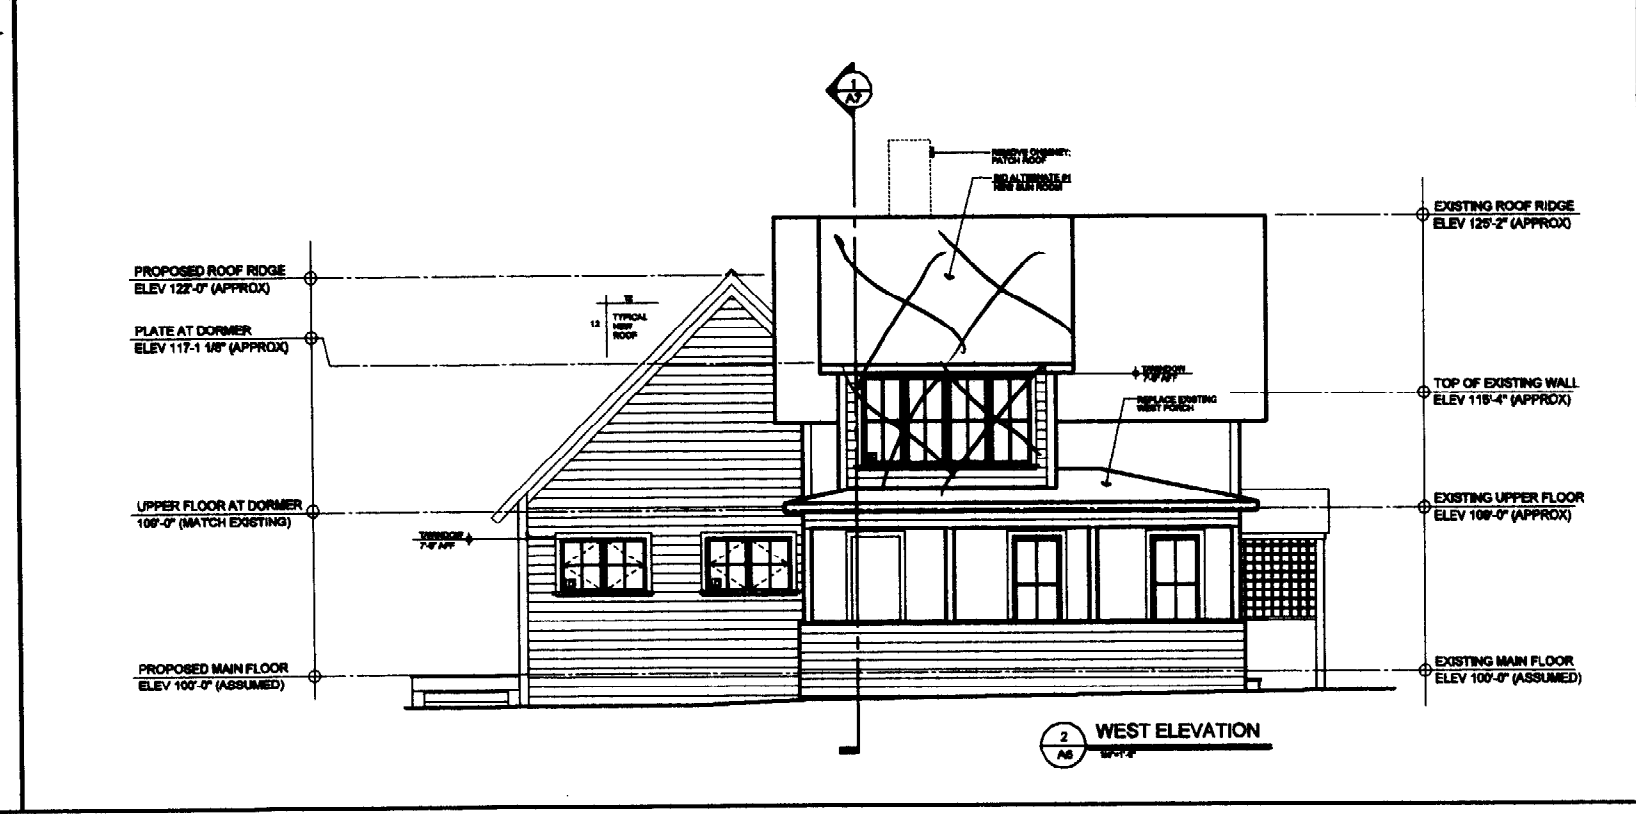 1
A7
REMOVE CHIMNEY;
PATCH ROOF
BID ALTERNATE #1
NEW SUN ROOM
EXISTING ROOF RIDGE
ELEV 125'-2" (APPROX)
PROPOSED ROOF RIDGE
ELEV 122'-0" (APPROX)
12
TYPICAL
NEW
ROOF
PLATE AT DORMER
ELEV 117-1 1/8" (APPROX)
T/WINDOW
AFF
TOP OF EXISTING WALL
ELEV 115'-4" (APPROX)
REPLACE EXISTING
WEST PORCH
UPPER FLOOR AT DORMER
109'-0" (MATCH EXISTING)
EXISTING UPPER FLOOR
ELEV 109'-0" (APPROX)
T/WINDOW
AFF
PROPOSED MAIN FLOOR
ELEV 100'-0" (ASSUMED)
EXISTING MAIN FLOOR
ELEV 100'-0" (ASSUMED)
2
A6
WEST ELEVATION